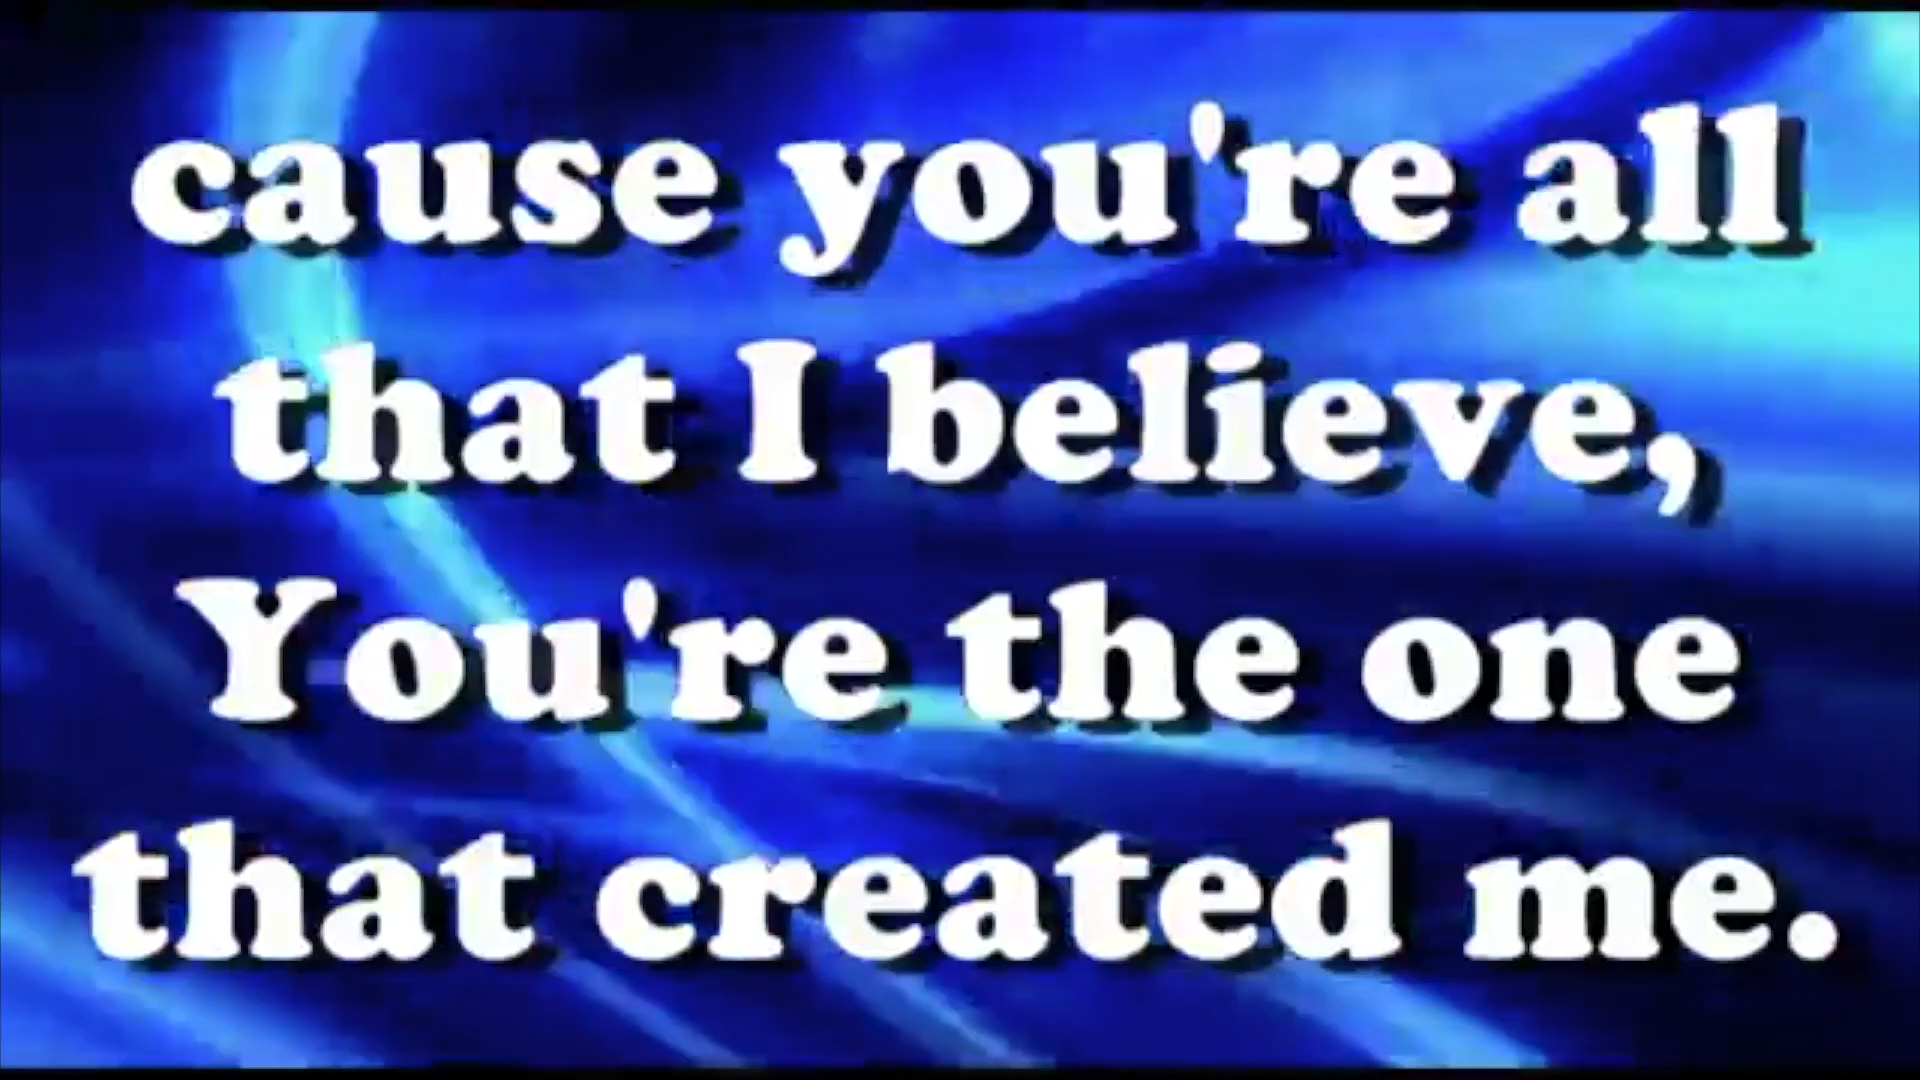 cause you're all
that I believe,
You're the one
that created me.